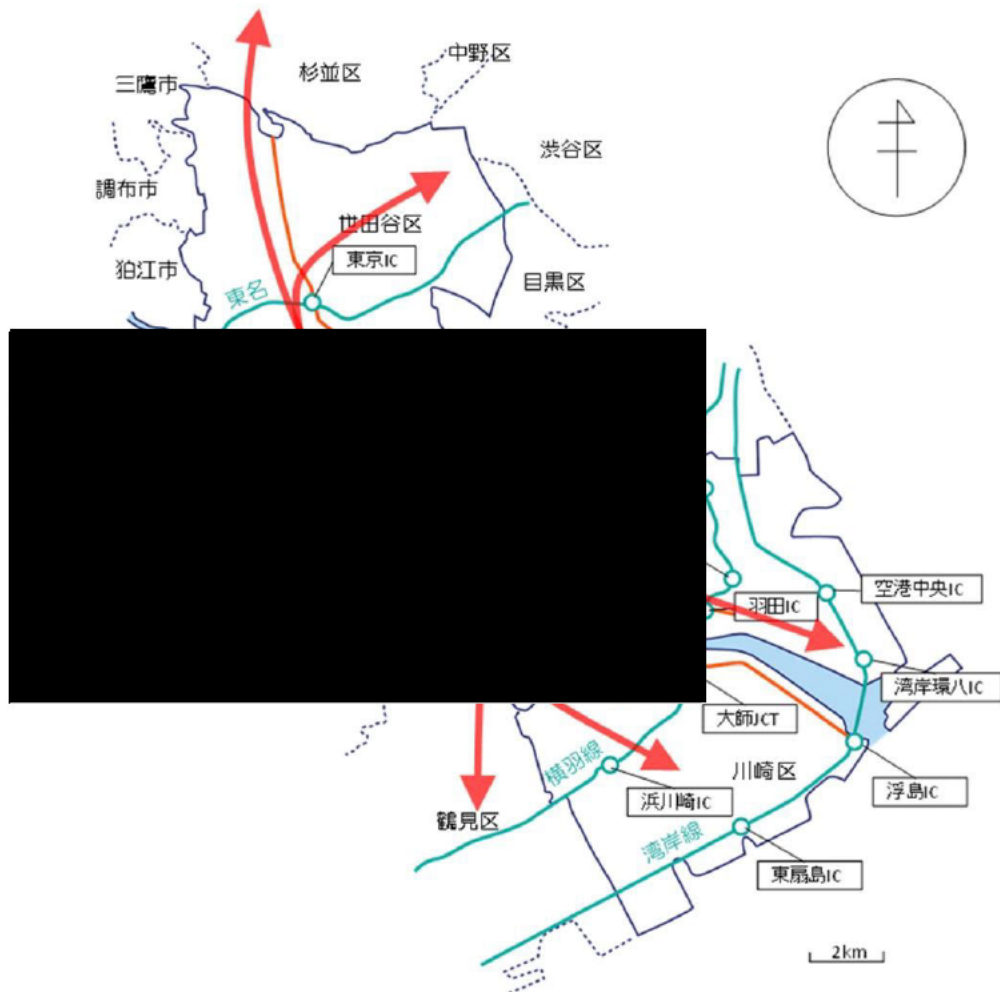 中野区
杉並区
三鷹市
渋谷区
調布市
世田谷区
東京IC
狛江市
目黒区
東名
空港中央IC
羽田IC
湾岸環八IC
大師JCT
横羽線
川崎区
浮島IC
浜川崎IC
鶴見区
湾岸線
東扇島IC
2km